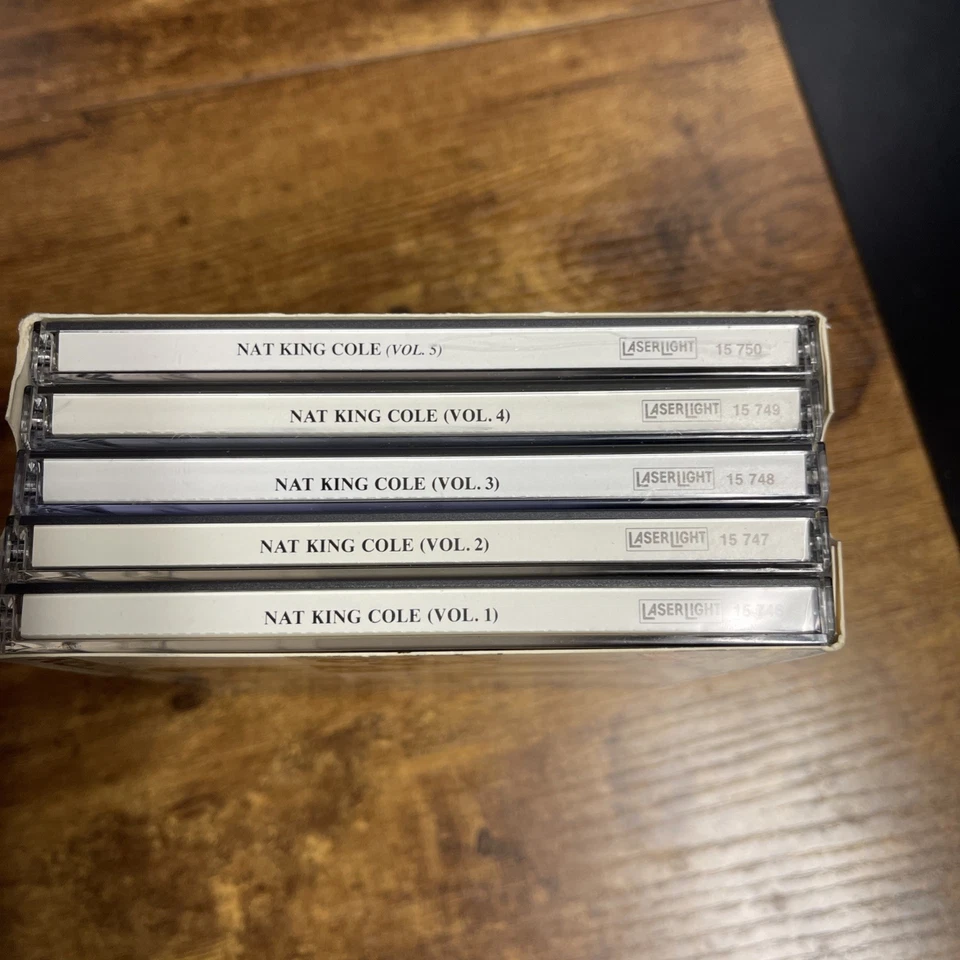 NAT KING COLE (VOL. 5) LASERLIGHT 15 750
NAT KING COLE (VOL. 4) LASERLIGHT 15 749
NAT KING COLE (VOL. 3) LASERLIGHT 15 748
NAT KING COLE (VOL. 2) LASERLIGHT 15 747
NAT KING COLE (VOL. 1) LASERLIGHT 15 746